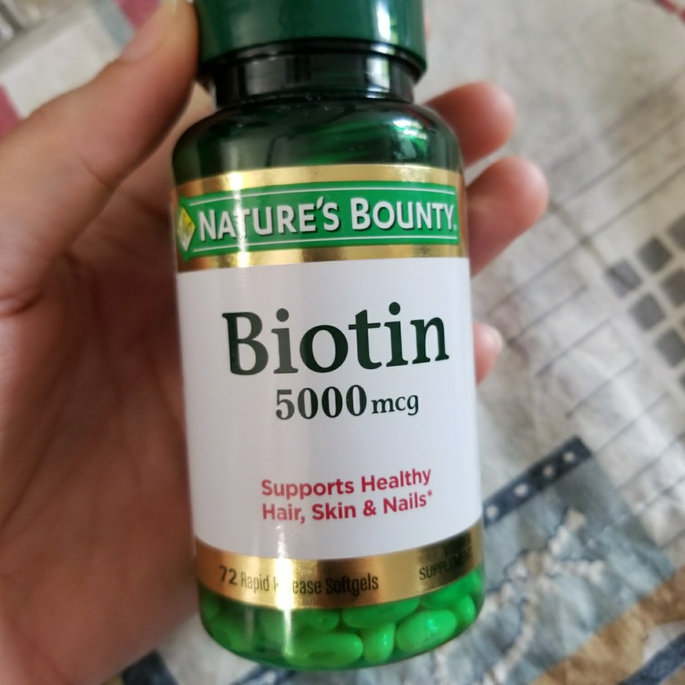 NATURE'S BOUNTY®
Biotin
5000 mcg
Supports Healthy
Hair, Skin & Nails*
72 Rapid Release Softgels